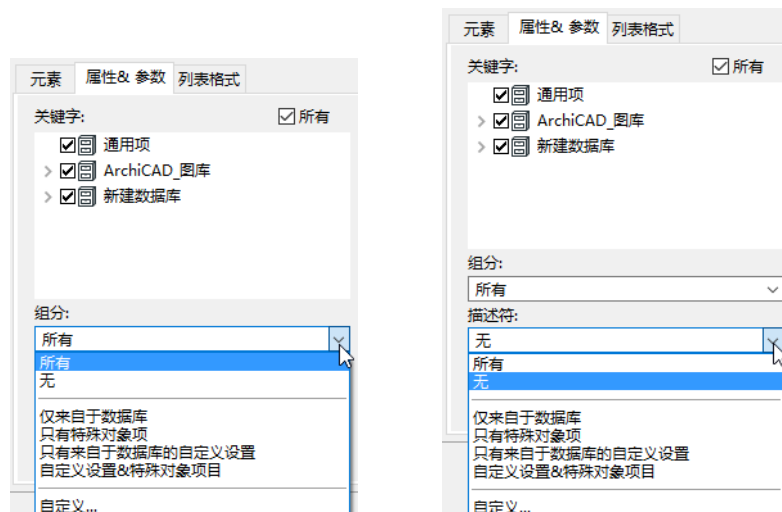 元素 属性& 参数 列表格式
关键字: 所有
通用项
ArchiCAD_图库
新建数据库
组分:
所有
所有
无
仅来自于数据库
只有特殊对象项
只有来自于数据库的自定义设置
自定义设置&特殊对象项目
自定义...
元素 属性& 参数 列表格式
关键字: 所有
通用项
ArchiCAD_图库
新建数据库
组分:
所有
描述符:
无
所有
无
仅来自于数据库
只有特殊对象项
只有来自于数据库的自定义设置
自定义设置&特殊对象项目
自定义...